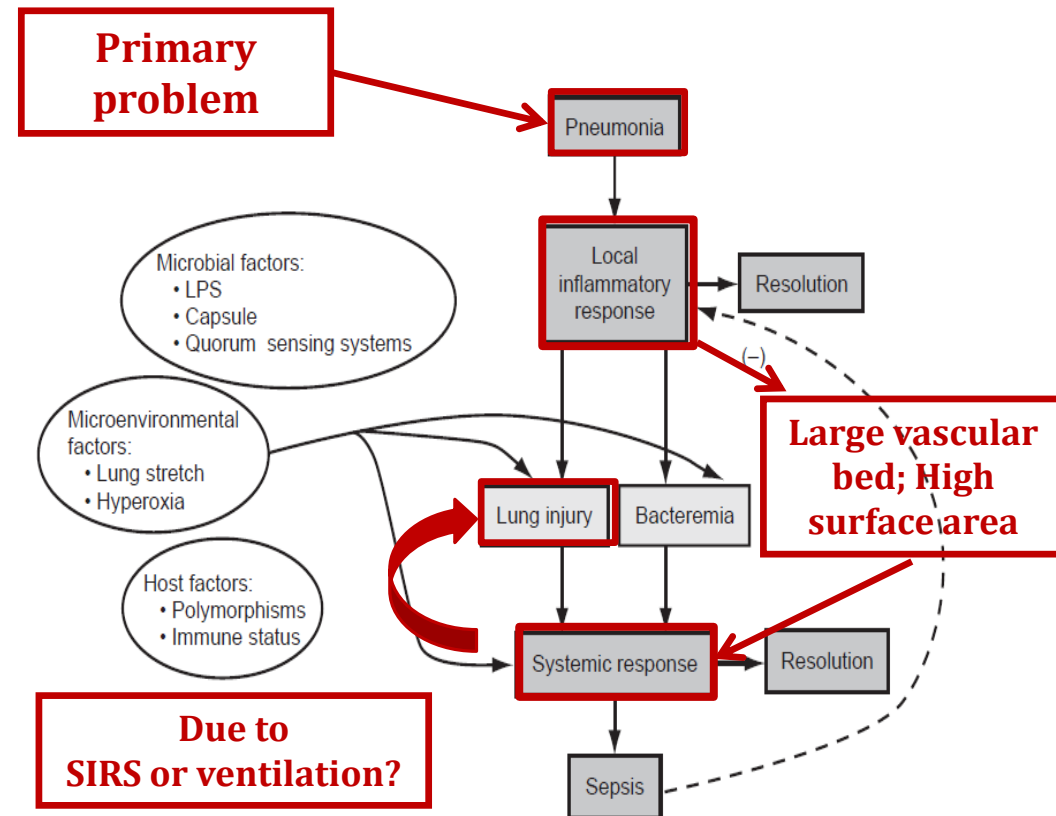 Primary
problem
Pneumonia
Microbial factors:
• LPS
• Capsule
• Quorum sensing systems
Local
inflammatory
response
Resolution
(–)
Microenvironmental
factors:
• Lung stretch
• Hyperoxia
Large vascular
bed; High
surface area
Lung injury
Bacteremia
Host factors:
• Polymorphisms
• Immune status
Systemic response
Resolution
Due to
SIRS or ventilation?
Sepsis